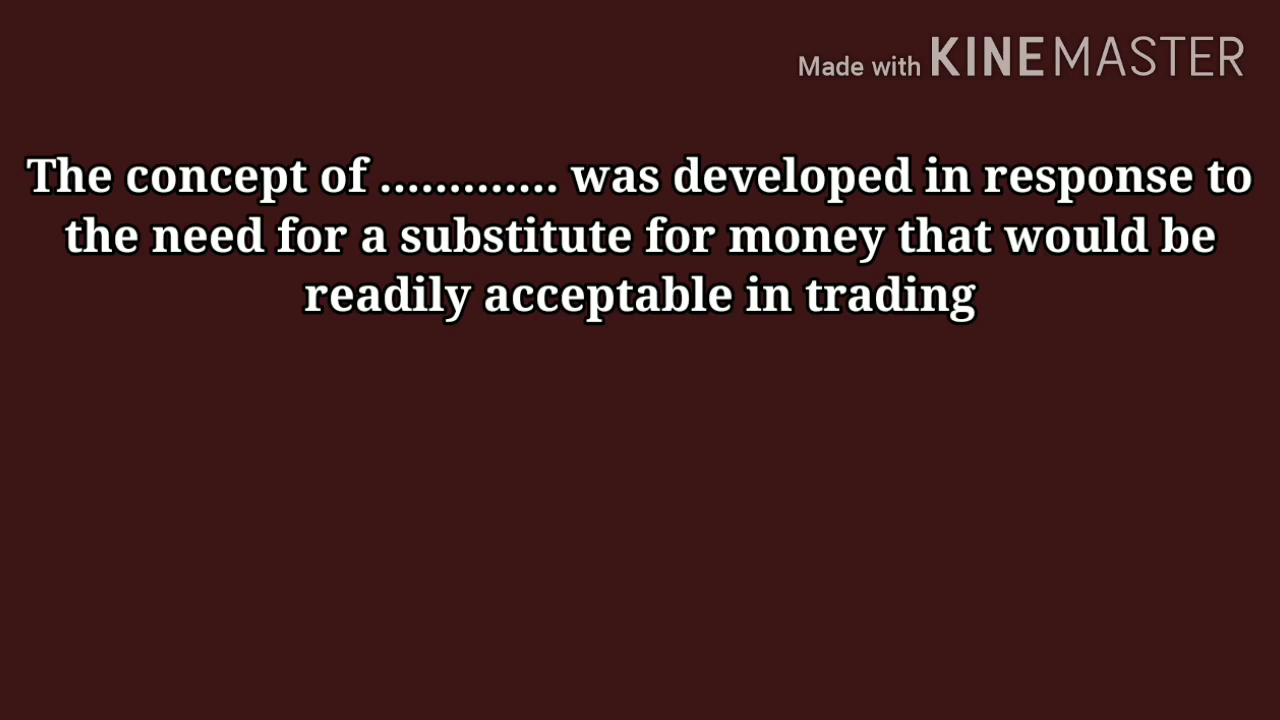 Made with KINEMASTER
The concept of ............. was developed in response to
the need for a substitute for money that would be
readily acceptable in trading